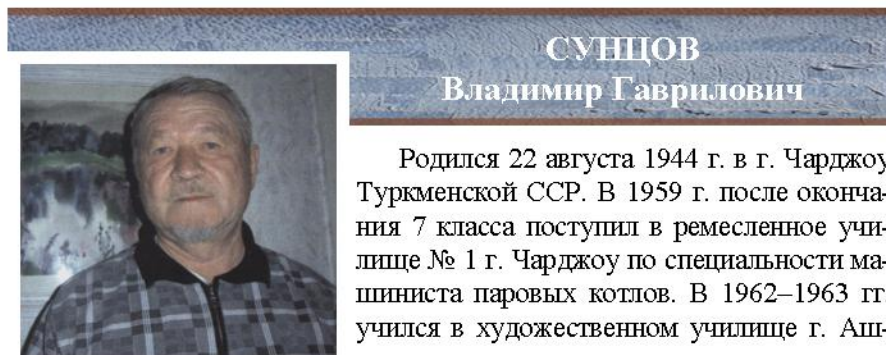 СУНЦОВ
Владимир Гаврилович
Родился 22 августа 1944 г. в г. Чарджоу
Туркменской ССР. В 1959 г. после оконча-
ния 7 класса поступил в ремесленное учи-
лище № 1 г. Чарджоу по специальности ма-
шиниста паровых котлов. В 1962–1963 гг.
учился в художественном училище г. Аш-